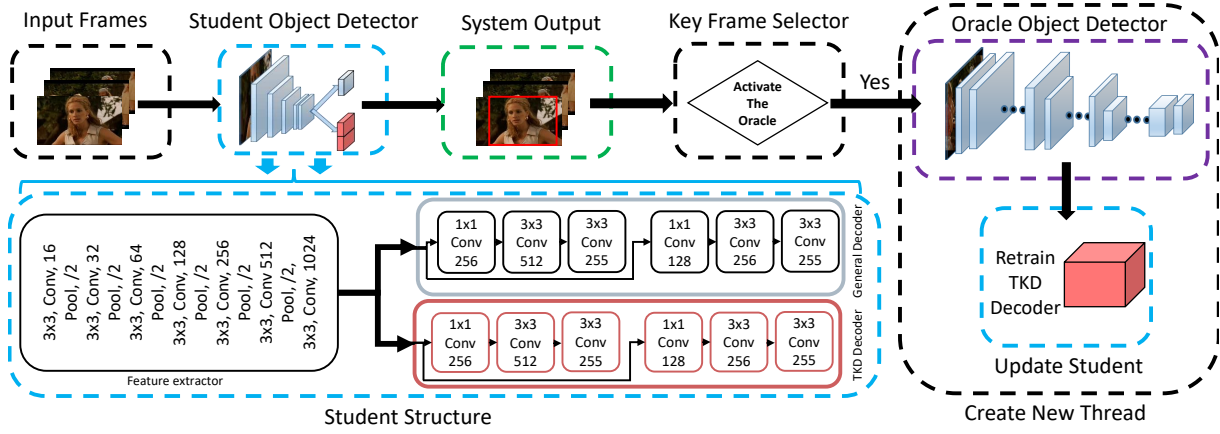 Input Frames
Student Object Detector
System Output
Key Frame Selector
Oracle Object Detector
Activate
The
Oracle
Yes
3x3, Conv, 16
Pool, /2
3x3, Conv, 32
Pool, /2
3x3, Conv, 64
Pool, /2
3x3, Conv, 128
Pool, /2
3x3, Conv, 256
Pool, /2
3x3, Conv 512
Pool, /2,
3x3, Conv, 1024
Feature extractor
1x1
Conv
256
3x3
Conv
512
3x3
Conv
255
1x1
Conv
128
3x3
Conv
256
3x3
Conv
255
General Decoder
1x1
Conv
256
3x3
Conv
512
3x3
Conv
255
1x1
Conv
128
3x3
Conv
256
3x3
Conv
255
TKD Decoder
Student Structure
Retrain
TKD
Decoder
Update Student
Create New Thread